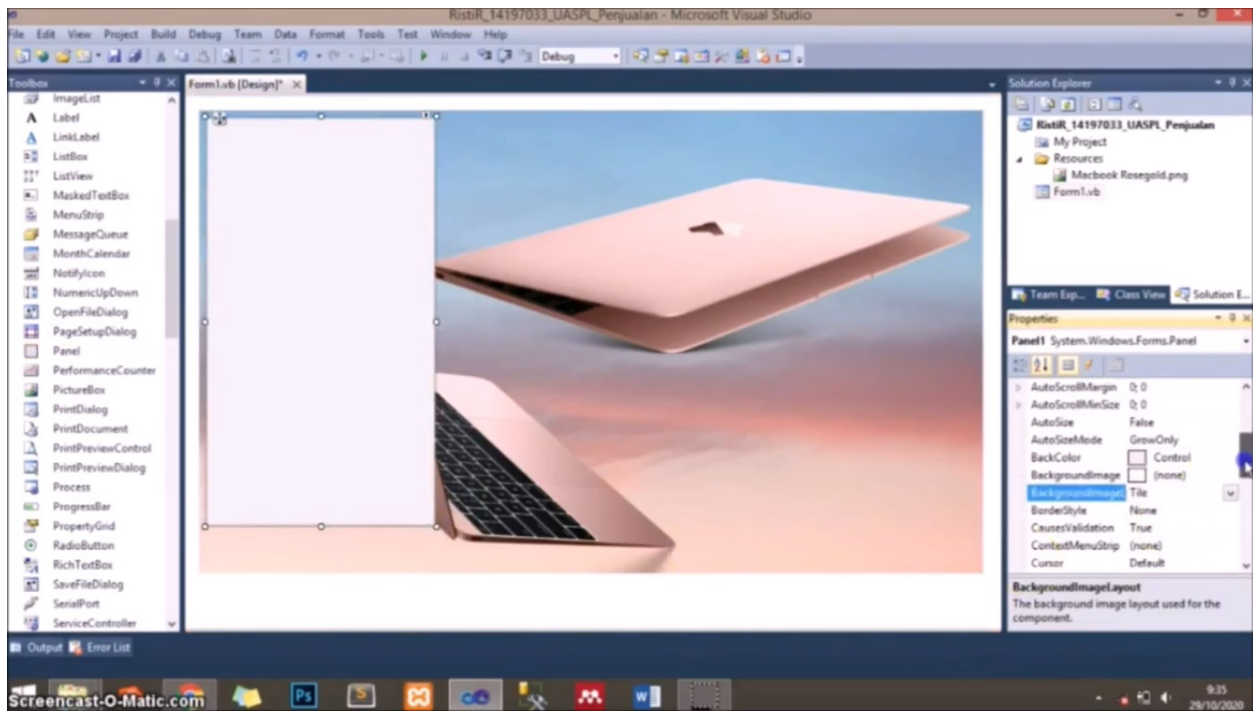 RistiR_14197033_UASPL_Penjualan - Microsoft Visual Studio
File Edit View Project Build Debug Team Data Format Tools Test Window Help
Debug
Toolbox
Form1.vb [Design]*
Solution Explorer
ImageList
Label
LinkLabel
ListBox
ListView
MaskedTextBox
MenuStrip
MessageQueue
MonthCalendar
NotifyIcon
NumericUpDown
OpenFileDialog
PageSetupDialog
Panel
PerformanceCounter
PictureBox
PrintDialog
PrintDocument
PrintPreviewControl
PrintPreviewDialog
Process
ProgressBar
PropertyGrid
RadioButton
RichTextBox
SaveFileDialog
SerialPort
ServiceController
RistiR_14197033_UASPL_Penjualan
My Project
Resources
Macbook Rosegold.png
Form1.vb
Team Exp... Class View Solution E...
Properties
Panel1 System.Windows.Forms.Panel
AutoScrollMargin 0; 0
AutoScrollMinSize 0; 0
AutoSize False
AutoSizeMode GrowOnly
BackColor Control
BackgroundImage (none)
BackgroundImageL Tile
BorderStyle None
CausesValidation True
ContextMenuStrip (none)
Cursor Default
BackgroundImageLayout
The background image layout used for the
component.
Output Error List
Screencast-O-Matic.com
Ps
S
W
9:35
29/10/2020